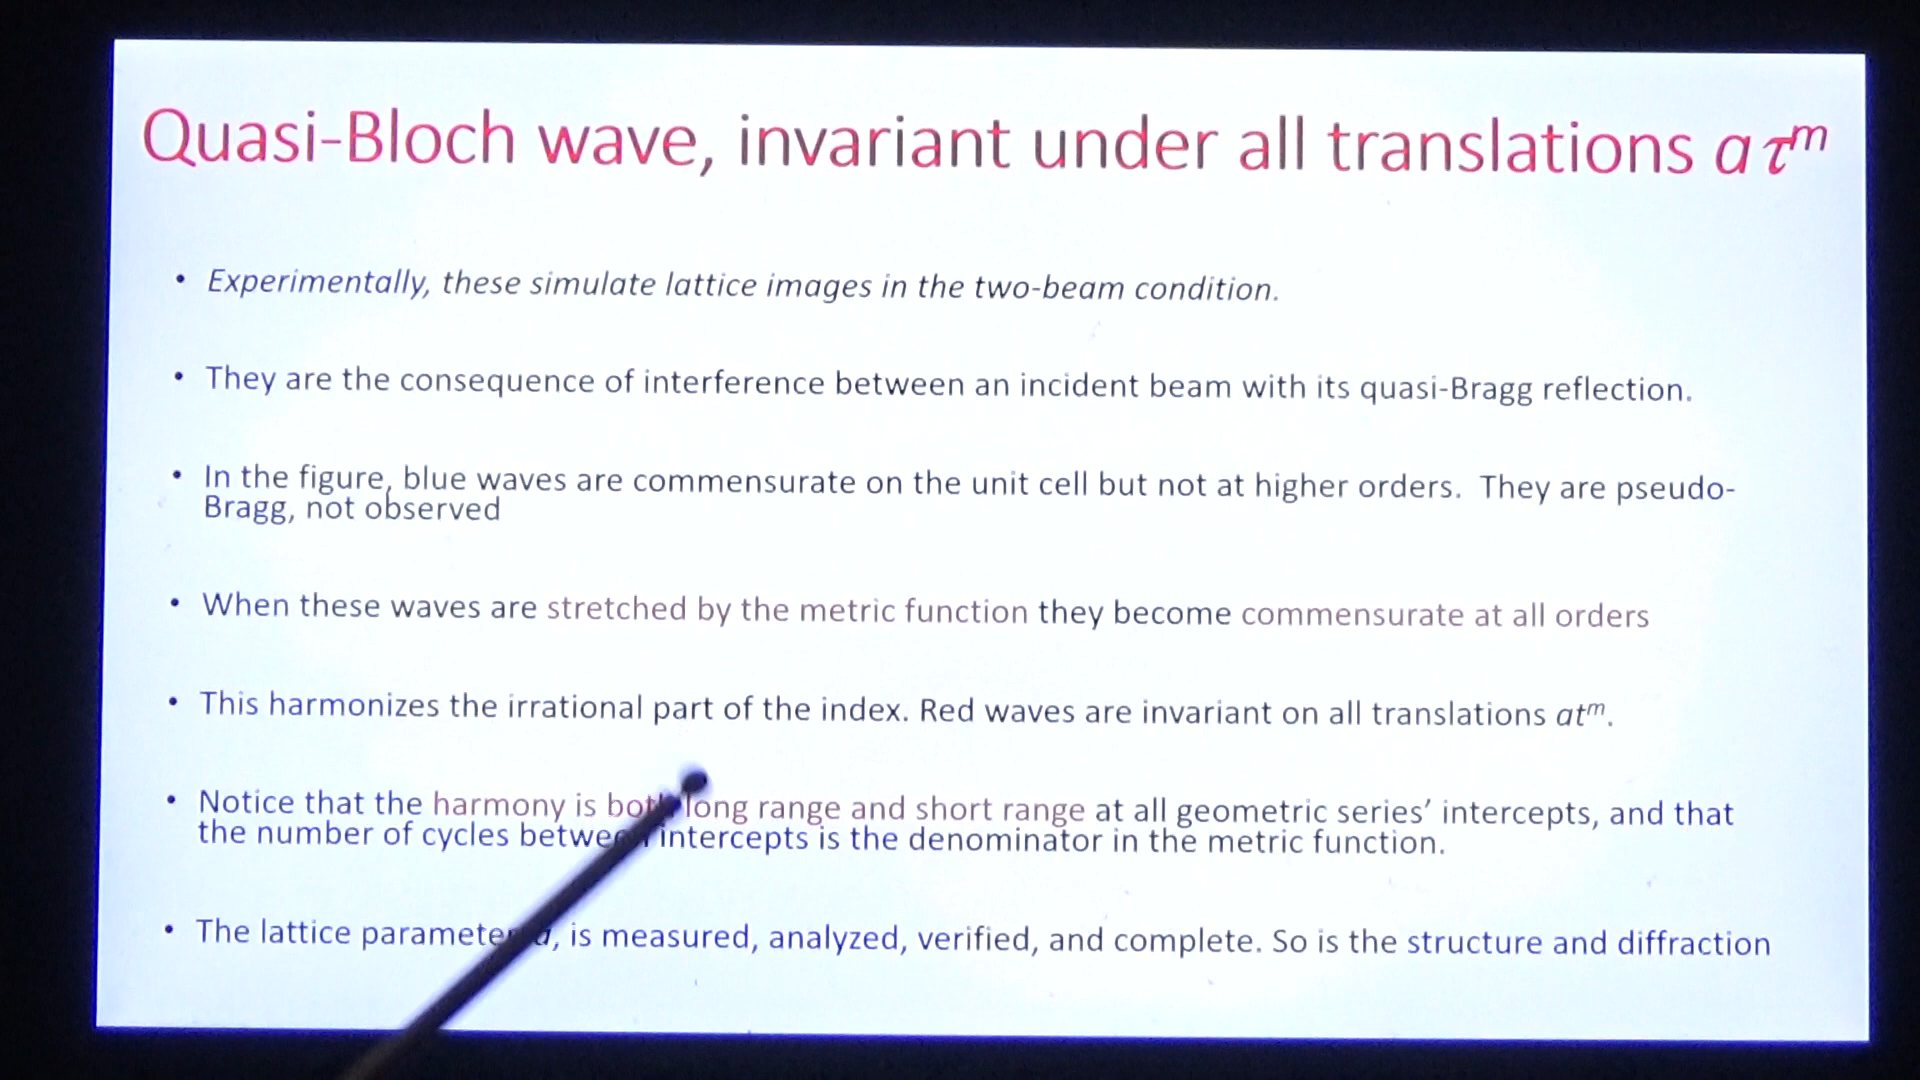 Quasi-Bloch wave, invariant under all translations aτᵐ
• Experimentally, these simulate lattice images in the two-beam condition.
• They are the consequence of interference between an incident beam with its quasi-Bragg reflection.
• In the figure, blue waves are commensurate on the unit cell but not at higher orders. They are pseudo-
Bragg, not observed
• When these waves are stretched by the metric function they become commensurate at all orders
• This harmonizes the irrational part of the index. Red waves are invariant on all translations atᵐ.
• Notice that the harmony is both long range and short range at all geometric series’ intercepts, and that
the number of cycles between intercepts is the denominator in the metric function.
• The lattice parameter a, is measured, analyzed, verified, and complete. So is the structure and diffraction